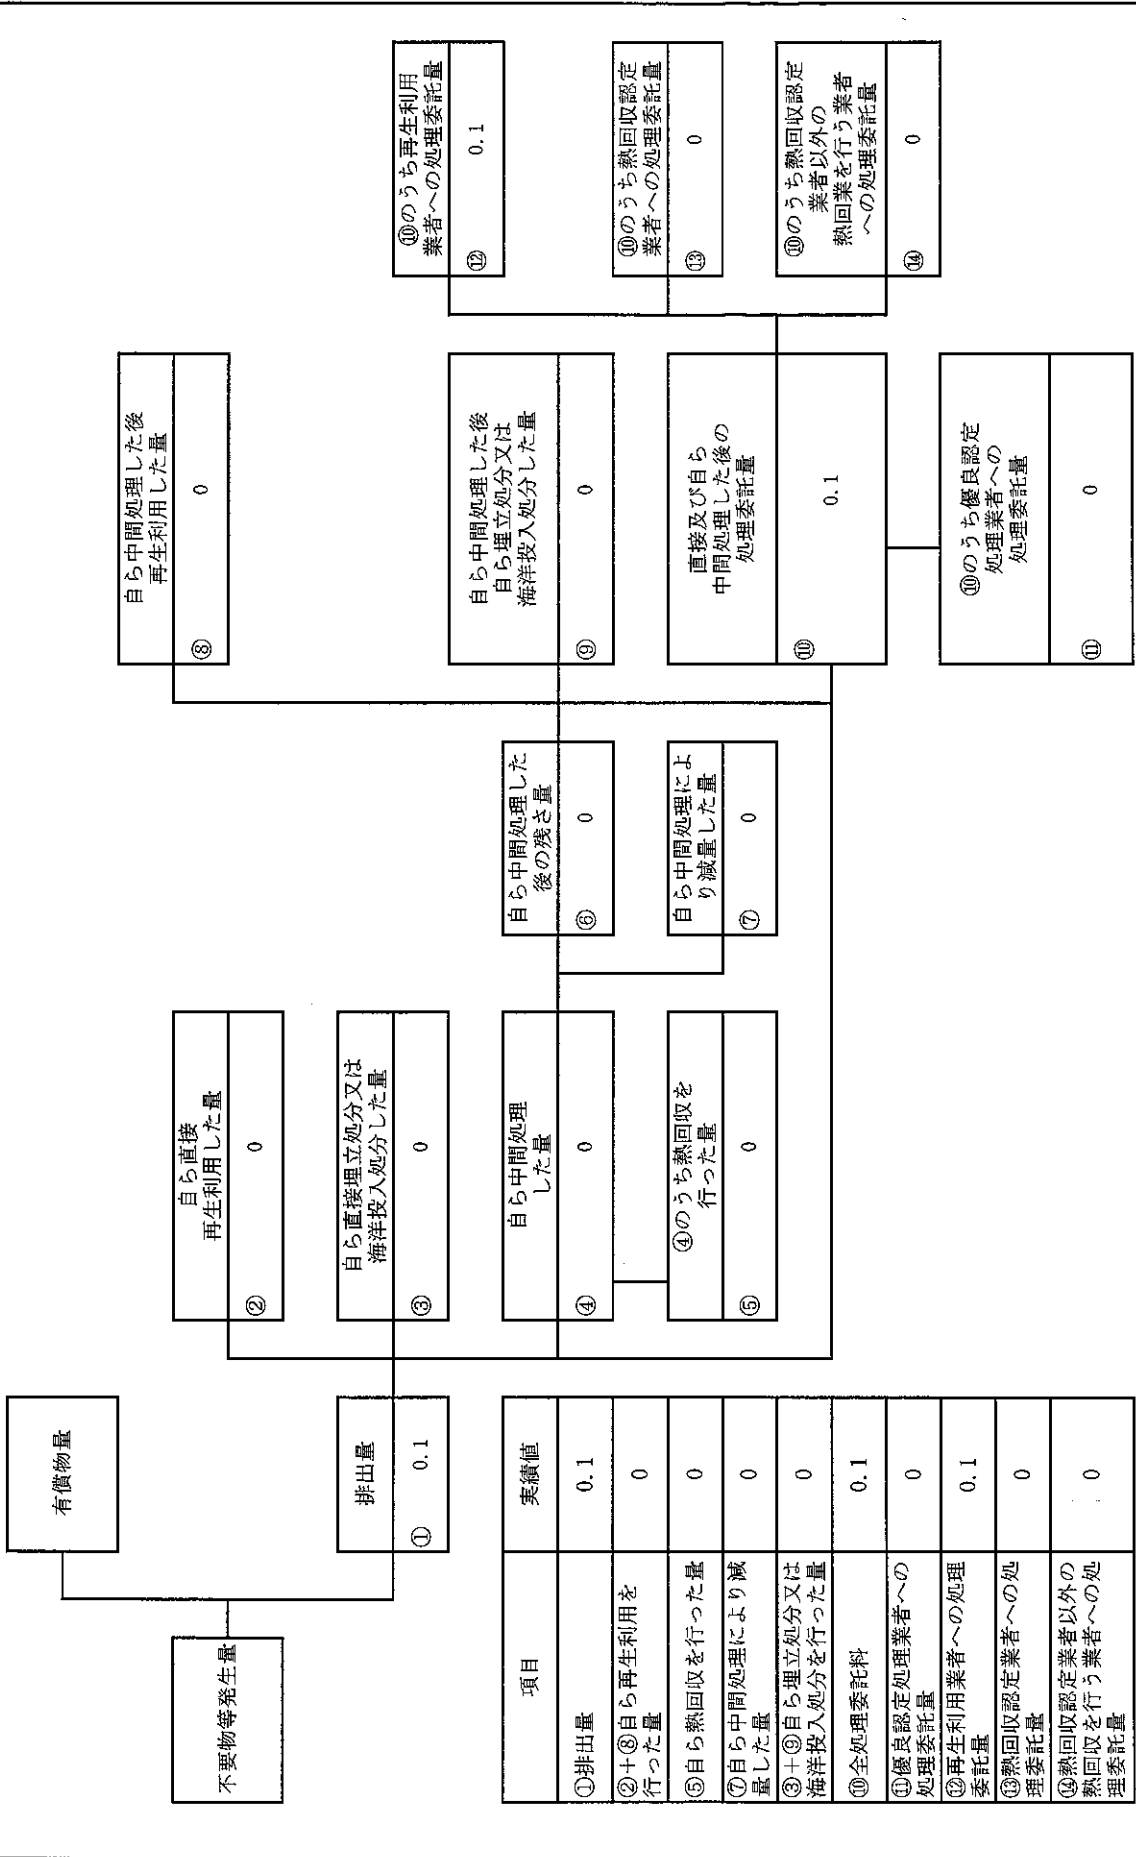 有償物量
不要物等発生量
排出量
① 0.1
自ら直接
再生利用した量
② 0
自ら直接埋立処分又は
海洋投入処分した量
③ 0
自ら中間処理
した量
④ 0
④のうち熱回収を
行った量
⑤ 0
自ら中間処理した
後の残さ量
⑥ 0
自ら中間処理によ
り減量した量
⑦ 0
自ら中間処理した後
再生利用した量
⑧ 0
自ら中間処理した後
自ら埋立処分又は
海洋投入処分した量
⑨ 0
直接及び自ら
中間処理した後の
処理委託量
⑩ 0.1
⑩のうち優良認定
処理業者への
処理委託量
⑪ 0
⑩のうち再生利用
業者への処理委託量
⑫ 0.1
⑩のうち熱回収認定
業者への処理委託量
⑬ 0
⑩のうち熱回収認定
業者以外の
熱回業を行う業者
への処理委託量
⑭ 0
項目 実績値
①排出量 0.1
②+⑧自ら再生利用を
行った量 0
⑤自ら熱回収を行った量 0
⑦自ら中間処理により減
量した量 0
③+⑨自ら埋立処分又は
海洋投入処分を行った量 0
⑩全処理委託料 0.1
⑪優良認定処理業者への
処理委託量 0
⑫再生利用業者への処理
委託量 0.1
⑬熱回収認定業者への処
理委託量 0
⑭熱回収認定業者以外の
熱回収を行う業者への処
理委託量 0